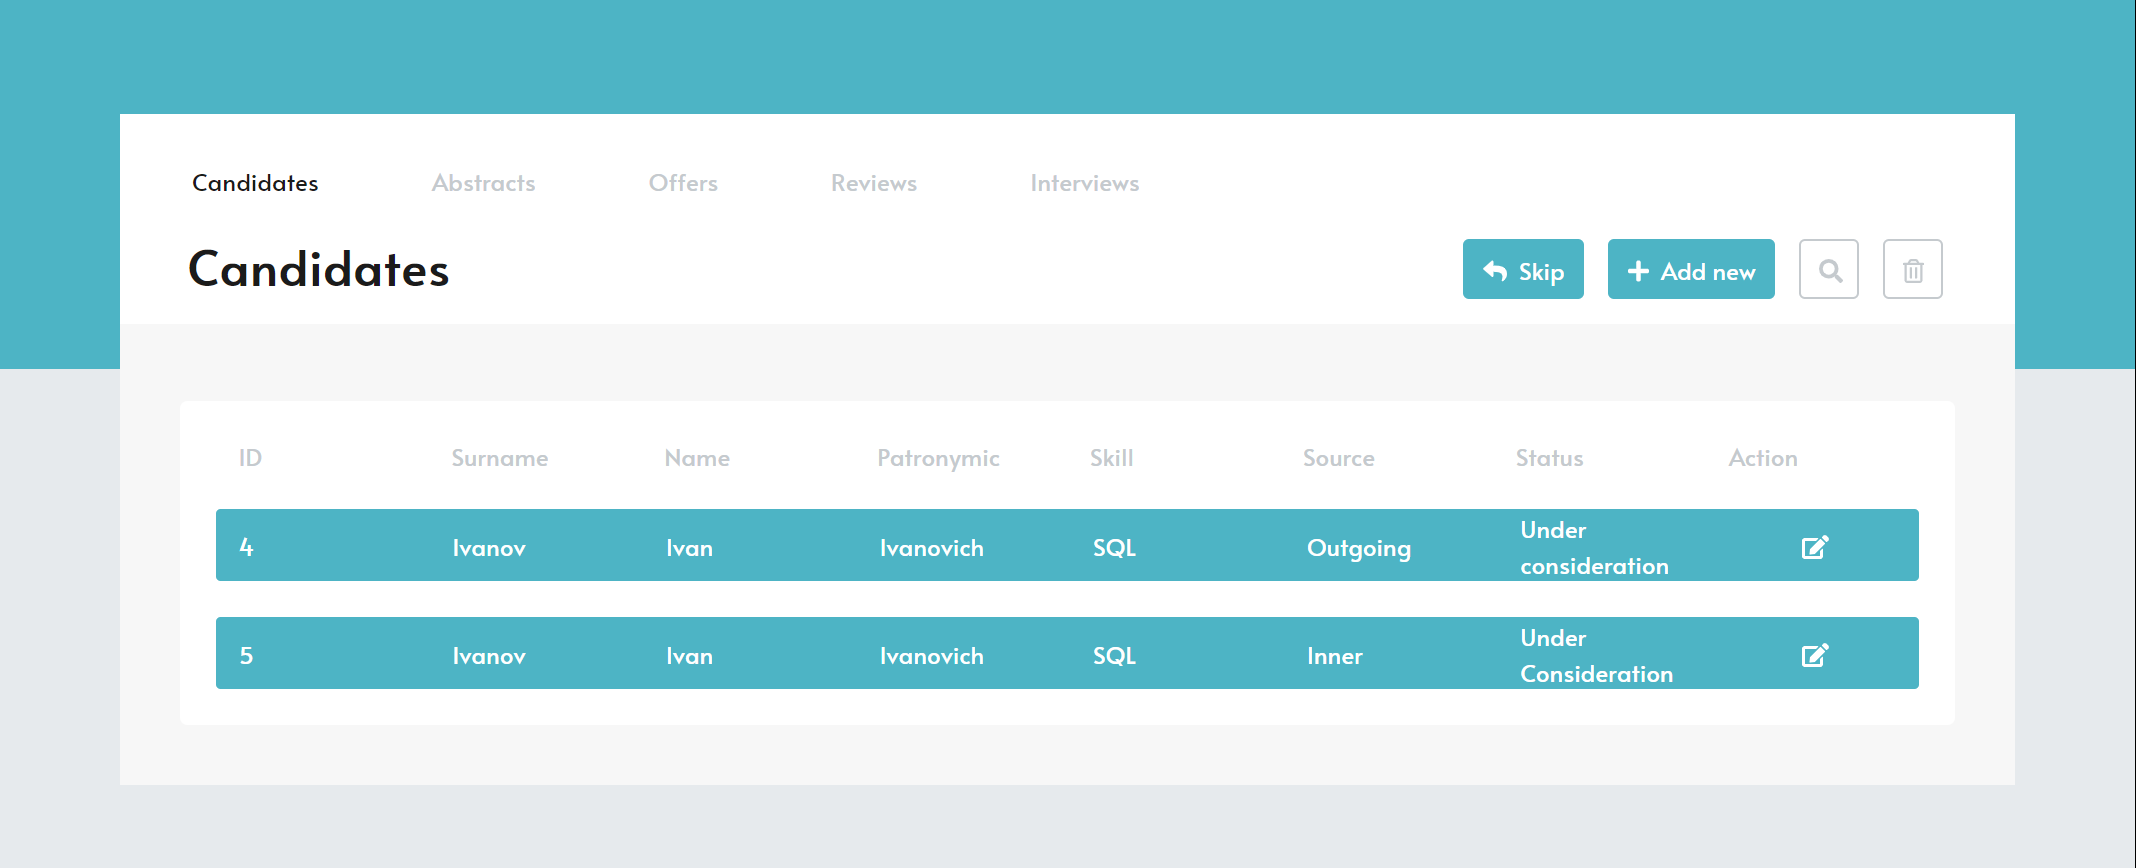 Candidates Abstracts Offers Reviews Interviews
Candidates Skip Add new
ID Surname Name Patronymic Skill Source Status Action
4 Ivanov Ivan Ivanovich SQL Outgoing Under
consideration
5 Ivanov Ivan Ivanovich SQL Inner Under
Consideration